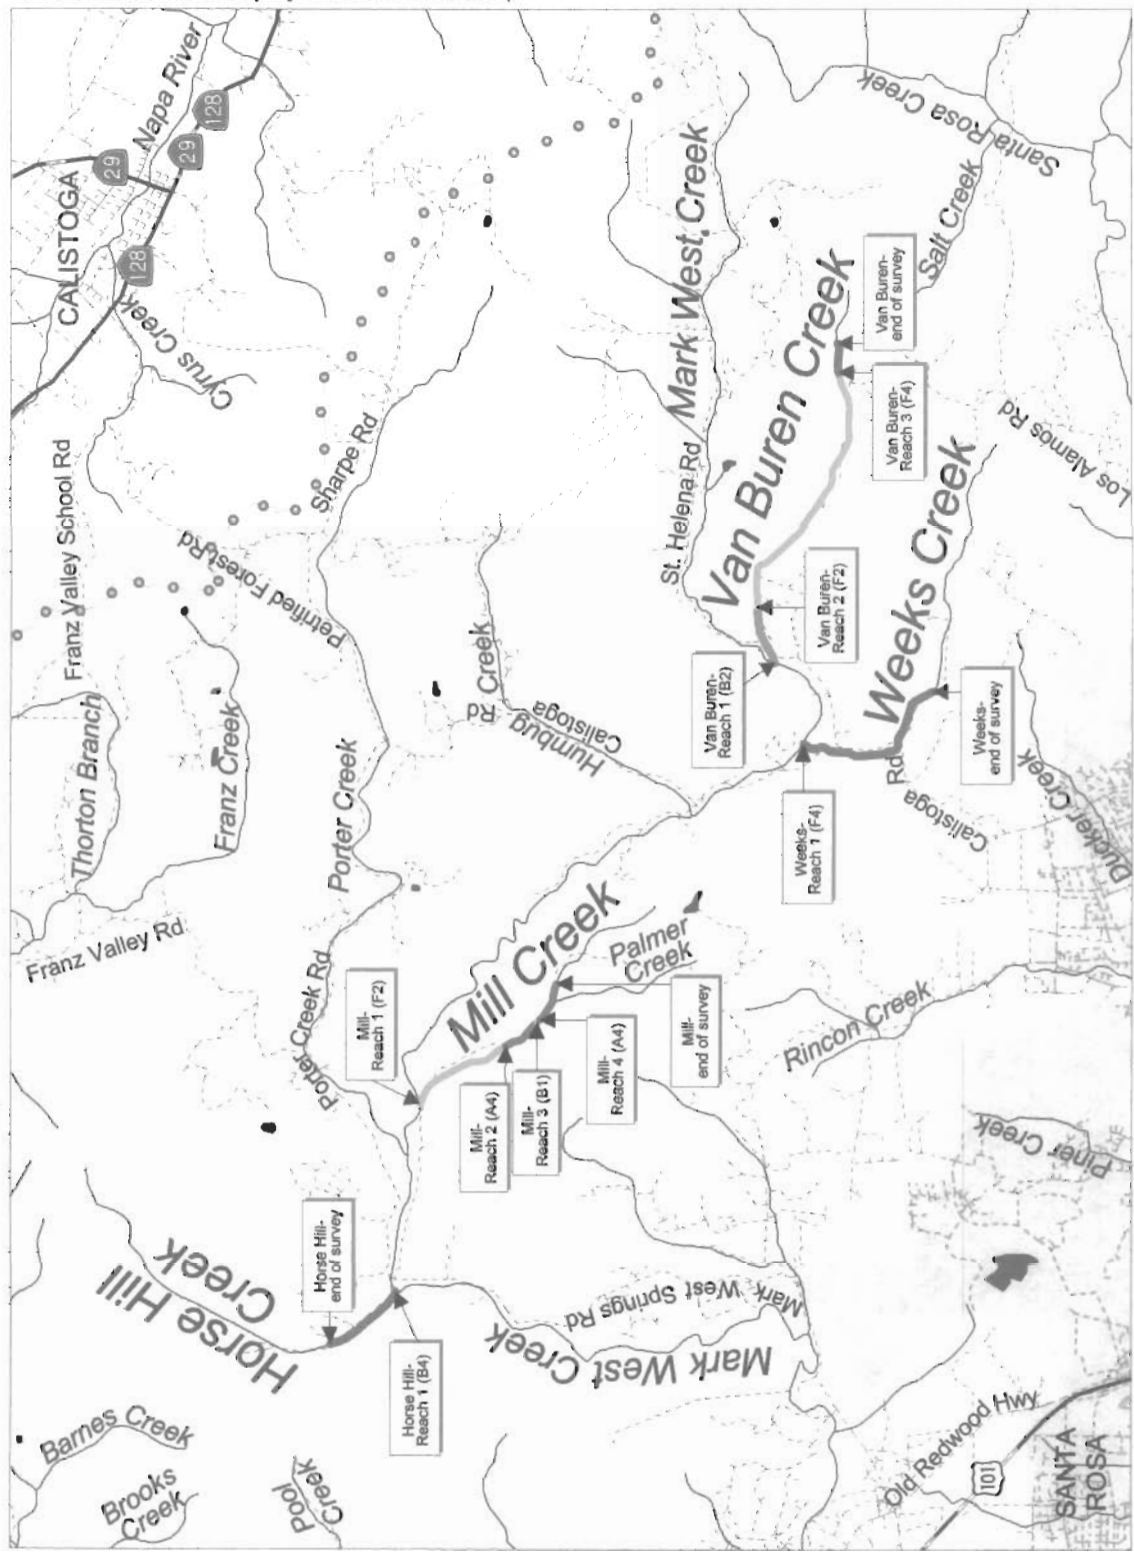 CALISTOGA
Napa River
29
128
29
128
Cyrus Creek
Franz Valley School Rd
Petrified Forest Rd
Sharpe Rd
Thorton Branch
Franz Creek
Franz Valley Rd
Porter Creek
Porter Creek Rd
Humbug Creek
Calistoga Rd
St. Helena Rd
Mark West Creek
Van Buren Creek
Van Buren-
Reach 1 (B2)
Van Buren-
Reach 2 (F2)
Van Buren-
Reach 3 (F4)
Van Buren-
end of survey
Salt Creek
Santa Rosa Creek
Los Alamos Rd
Weeks Creek
Weeks-
Reach 1 (F4)
Weeks-
end of survey
Calistoga Rd
Ducker Creek
Mill Creek
Palmer
Creek
Mill-
Reach 1 (F2)
Mill-
Reach 2 (A4)
Mill-
Reach 3 (B1)
Mill-
Reach 4 (A4)
Mill-
end of survey
Rincon Creek
Piner Creek
Horse Hill
Creek
Horse Hill-
end of survey
Horse Hill-
Reach 1 (B4)
Mark West Creek
Mark West Springs Rd
Barnes Creek
Brooks
Creek
Pool
Creek
Old Redwood Hwy
101
SANTA
ROSA